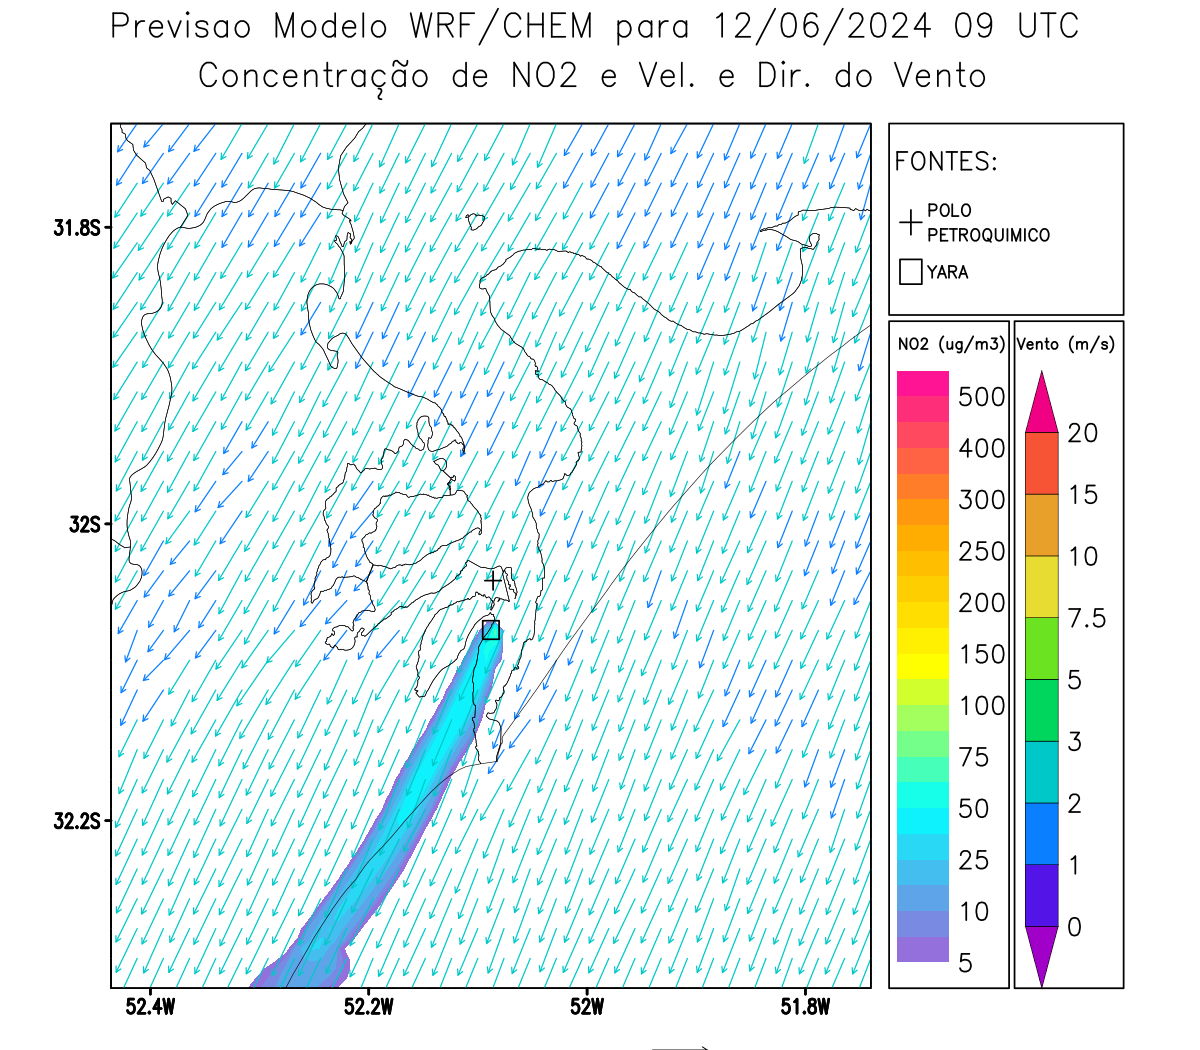 Previsao Modelo WRF/CHEM para 12/06/2024 09 UTC
Concentração de NO2 e Vel. e Dir. do Vento
FONTES:
POLO
PETROQUIMICO
YARA
NO2 (ug/m3)
500
400
300
250
200
150
100
75
50
25
10
5
Vento (m/s)
20
15
10
7.5
5
3
2
1
0
31.8S
32S
32.2S
52.4W
52.2W
52W
51.8W